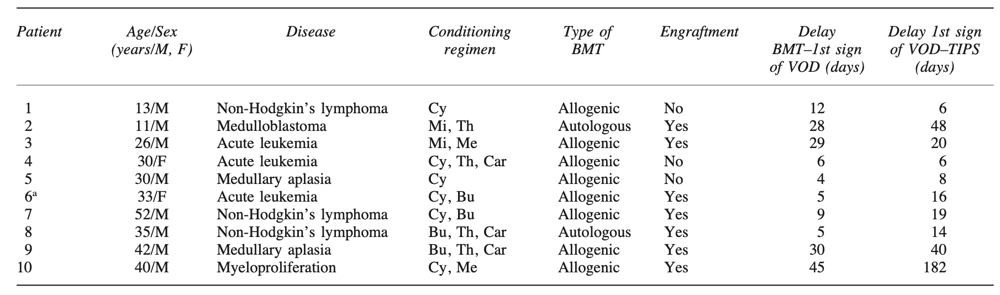 Patient Age/Sex Disease Conditioning Type of Engraftment Delay Delay 1st sign
(years/M, F) regimen BMT BMT–1st sign of VOD–TIPS
of VOD (days) (days)
1 13/M Non-Hodgkin’s lymphoma Cy Allogenic No 12 6
2 11/M Medulloblastoma Mi, Th Autologous Yes 28 48
3 26/M Acute leukemia Mi, Me Allogenic Yes 29 20
4 30/F Acute leukemia Cy, Th, Car Allogenic No 6 6
5 30/M Medullary aplasia Cy Allogenic No 4 8
6a 33/F Acute leukemia Cy, Bu Allogenic Yes 5 16
7 52/M Non-Hodgkin’s lymphoma Cy, Bu Allogenic Yes 9 19
8 35/M Non-Hodgkin’s lymphoma Bu, Th, Car Autologous Yes 5 14
9 42/M Medullary aplasia Bu, Th, Car Allogenic Yes 30 40
10 40/M Myeloproliferation Cy, Me Allogenic Yes 45 182